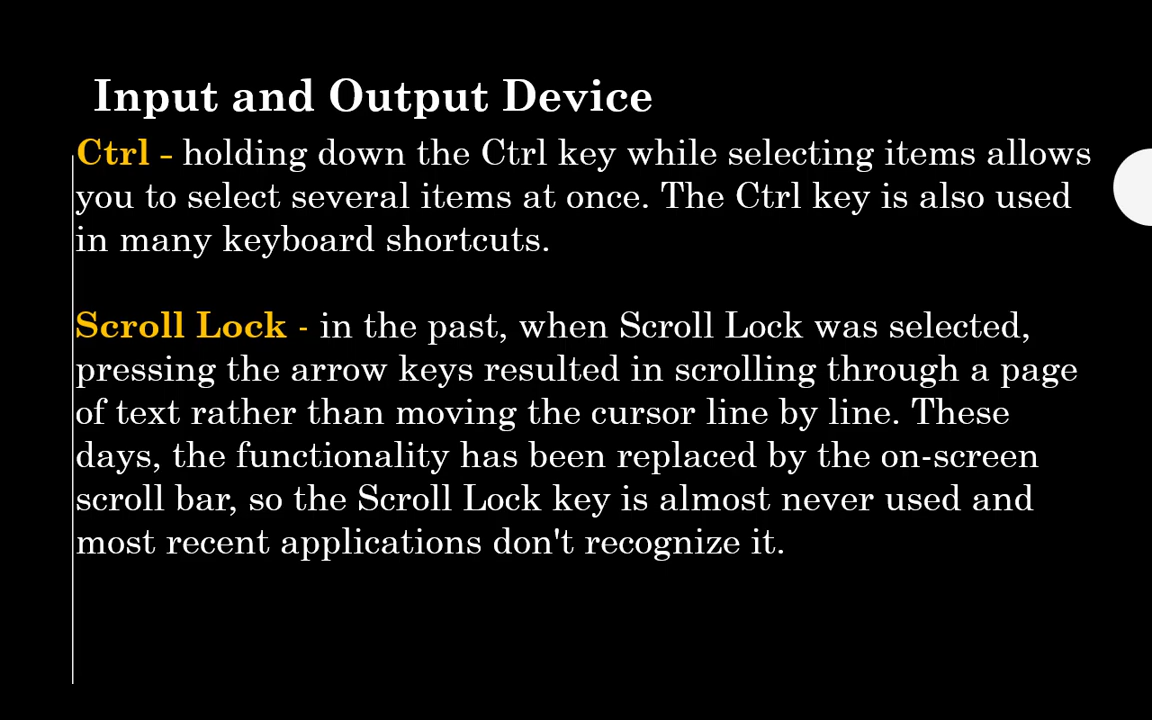 Input and Output Device
Ctrl - holding down the Ctrl key while selecting items allows
you to select several items at once. The Ctrl key is also used
in many keyboard shortcuts.
Scroll Lock - in the past, when Scroll Lock was selected,
pressing the arrow keys resulted in scrolling through a page
of text rather than moving the cursor line by line. These
days, the functionality has been replaced by the on-screen
scroll bar, so the Scroll Lock key is almost never used and
most recent applications don't recognize it.